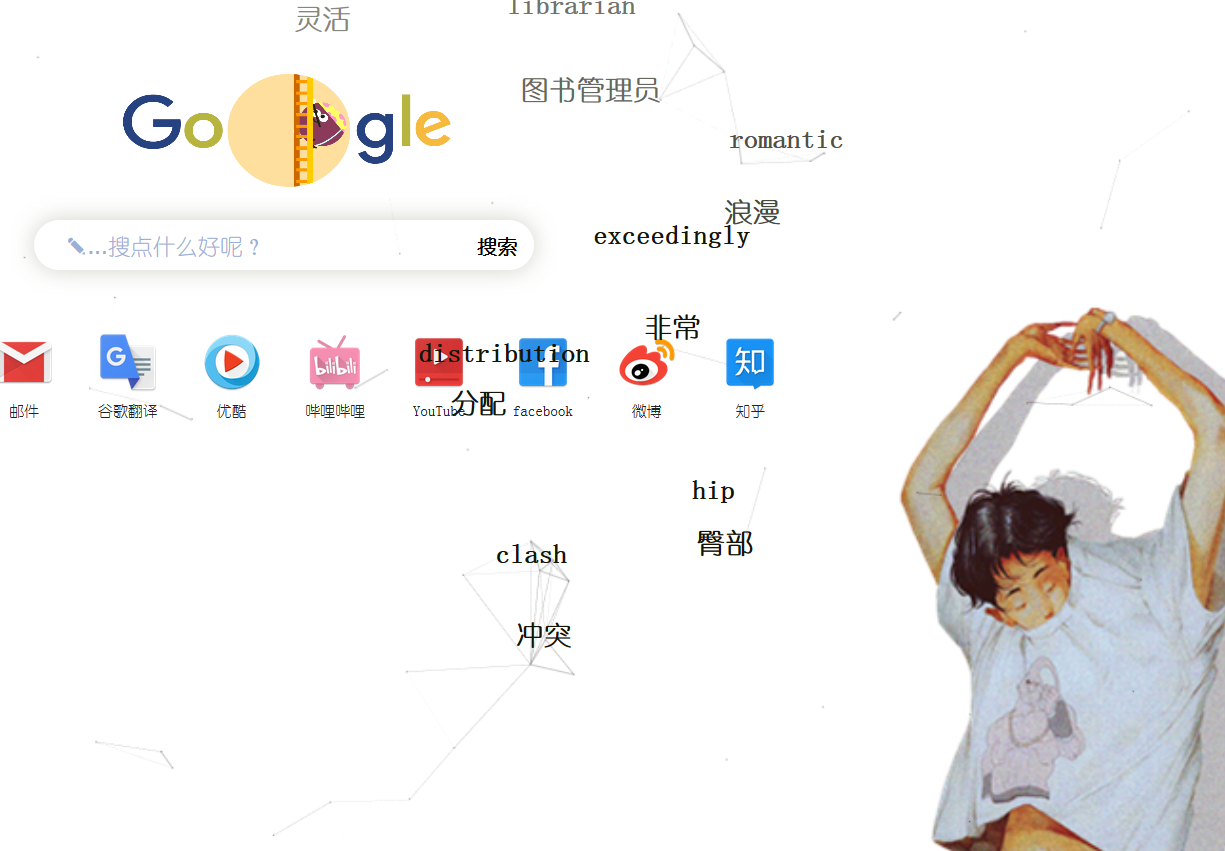 灵活
librarian
图书管理员
Google
romantic
浪漫
exceedingly
...搜点什么好呢？
搜索
非常
distribution
分配
G
bilibili
f
知
邮件
谷歌翻译
优酷
哔哩哔哩
YouTube
facebook
微博
知乎
hip
臀部
clash
冲突